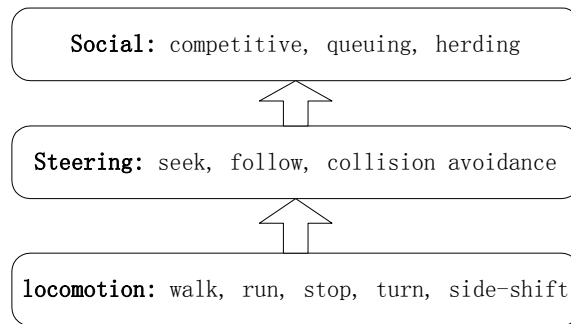 Social: competitive, queuing, herding
Steering: seek, follow, collision avoidance
locomotion: walk, run, stop, turn, side-shift